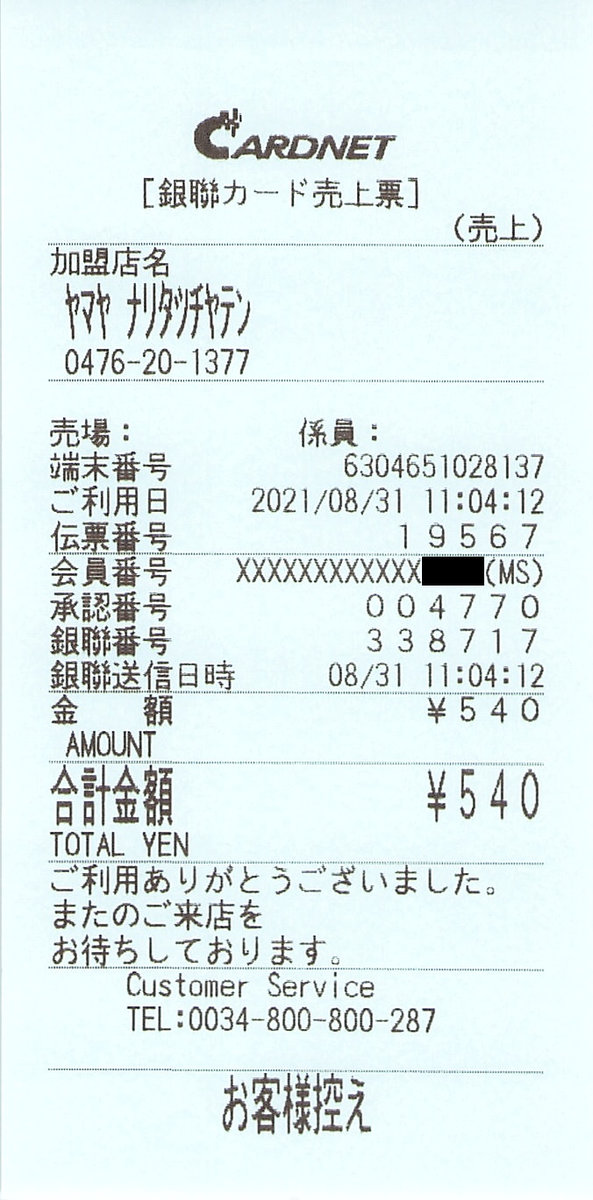 CARDNET
[銀聯カード売上票]
(売上)
加盟店名
ヤマヤ ナリタツチヤテン
0476-20-1377
売場： 係員：
端末番号 6304651028137
ご利用日 2021/08/31 11:04:12
伝票番号 19567
会員番号 XXXXXXXXXXXX (MS)
承認番号 004770
銀聯番号 338717
銀聯送信日時 08/31 11:04:12
金 額 ￥540
AMOUNT
合計金額 ￥540
TOTAL YEN
ご利用ありがとうございました。
またのご来店を
お待ちしております。
Customer Service
TEL:0034-800-800-287
お客様控え